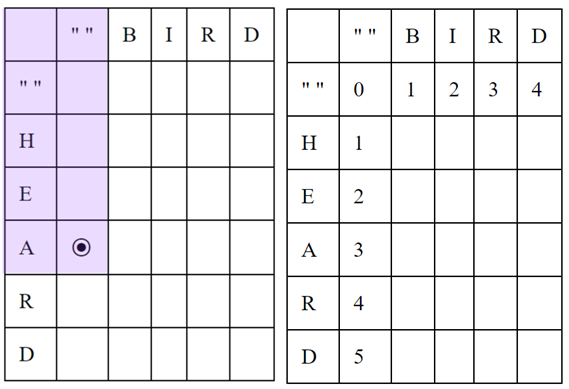 " " B I R D
" "
H
E
A
R
D
" " B I R D
" " 0 1 2 3 4
H 1
E 2
A 3
R 4
D 5